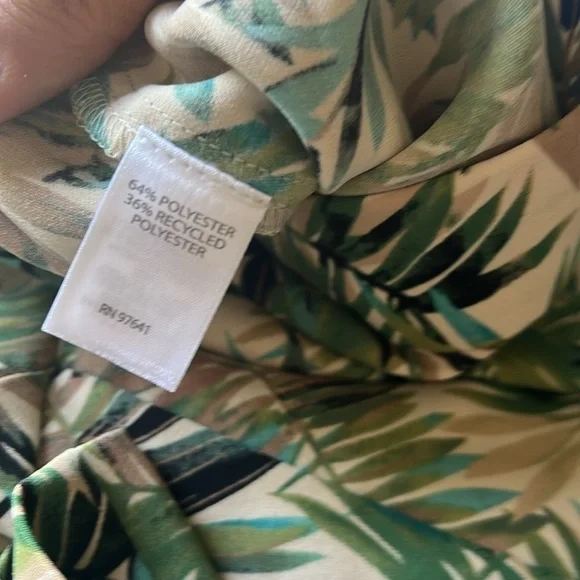 64% POLYESTER
36% RECYCLED
POLYESTER
RN 97641